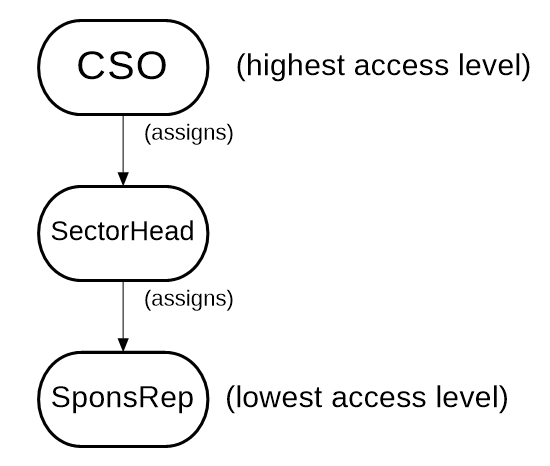 CSO (highest access level)
(assigns)
SectorHead
(assigns)
SponsRep (lowest access level)